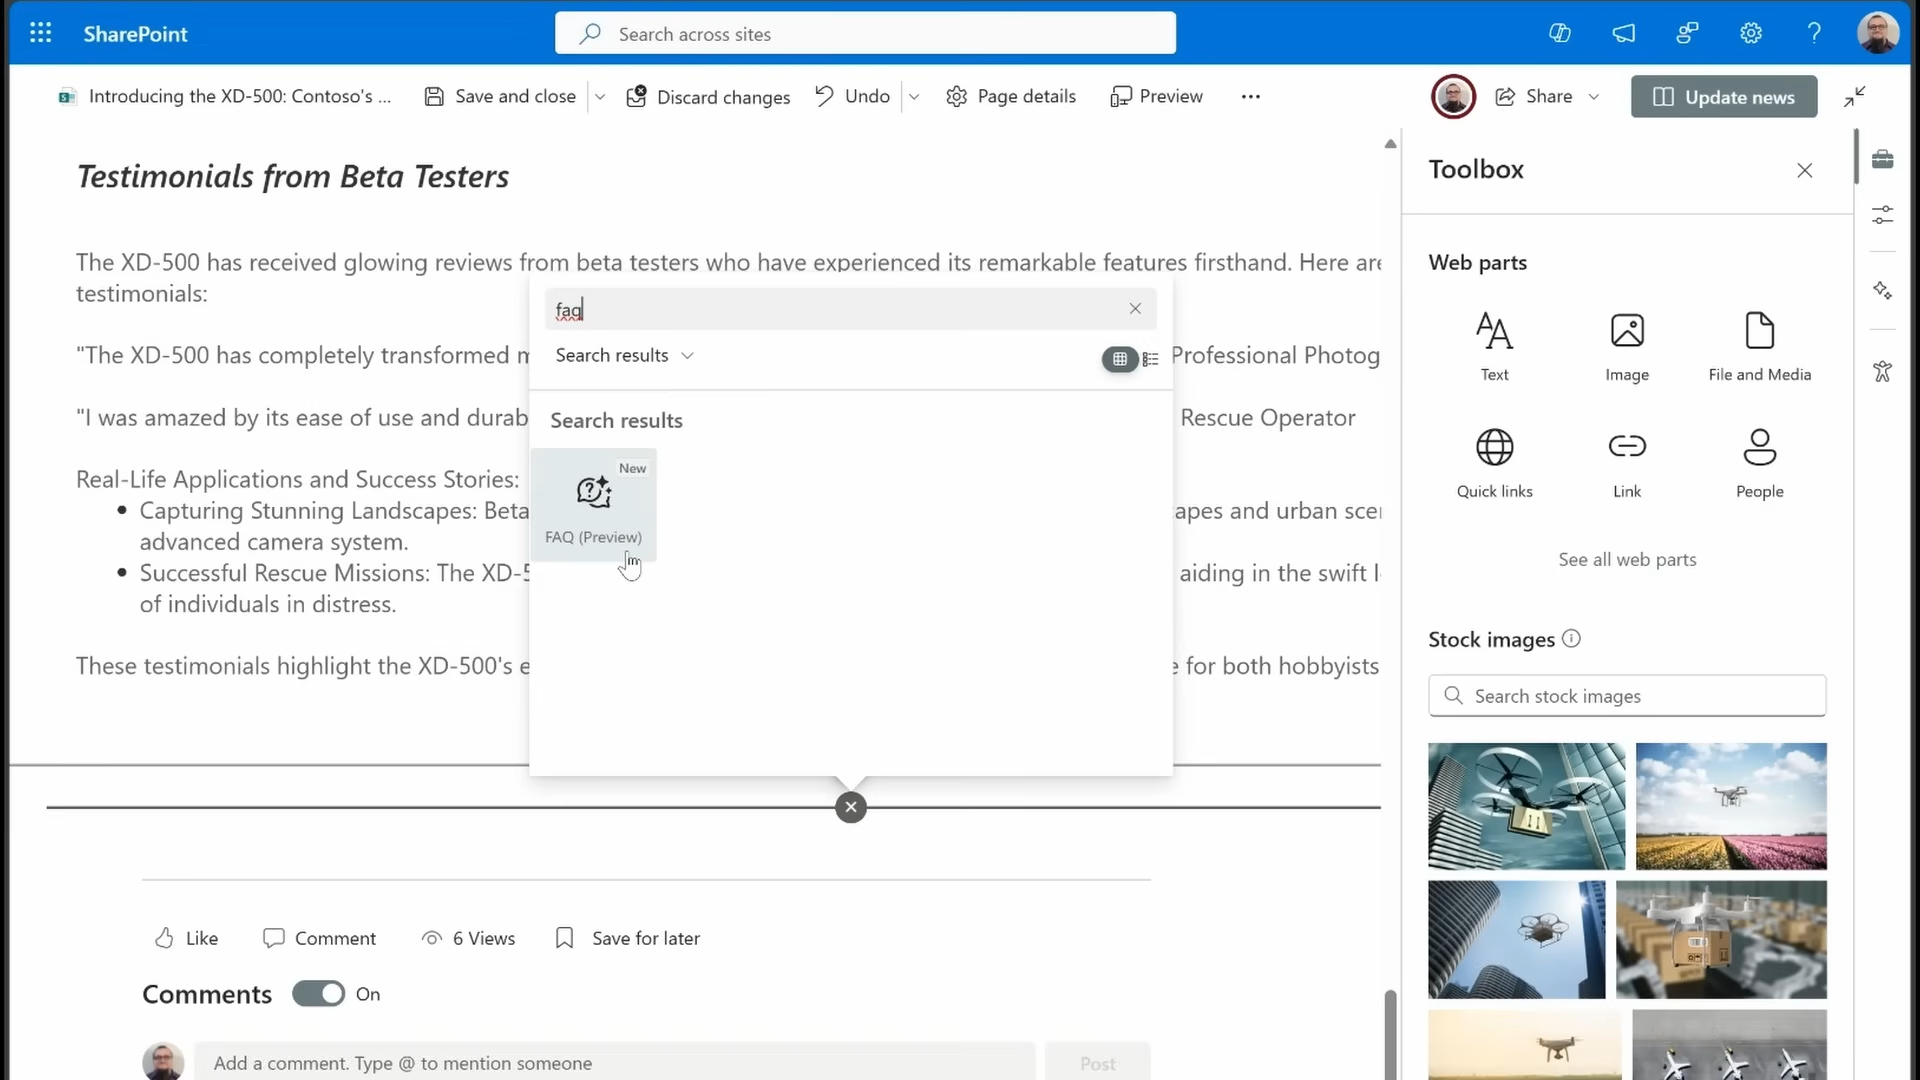 SharePoint
Search across sites
Introducing the XD-500: Contoso's ...
Save and close
Discard changes
Undo
Page details
Preview
Share
Update news
Testimonials from Beta Testers
The XD-500 has received glowing reviews from beta testers who have experienced its remarkable features firsthand. Here are
testimonials:
"The XD-500 has completely transformed
Professional Photog
"I was amazed by its ease of use and durab
Rescue Operator
Real-Life Applications and Success Stories:
Capturing Stunning Landscapes: Beta
apes and urban scen
advanced camera system.
Successful Rescue Missions: The XD-5
aiding in the swift l
of individuals in distress.
These testimonials highlight the XD-500's e
e for both hobbyists
faq
Search results
Search results
New
FAQ (Preview)
Like
Comment
6 Views
Save for later
Comments
On
Add a comment. Type @ to mention someone
Post
Toolbox
Web parts
Text
Image
File and Media
Quick links
Link
People
See all web parts
Stock images
Search stock images